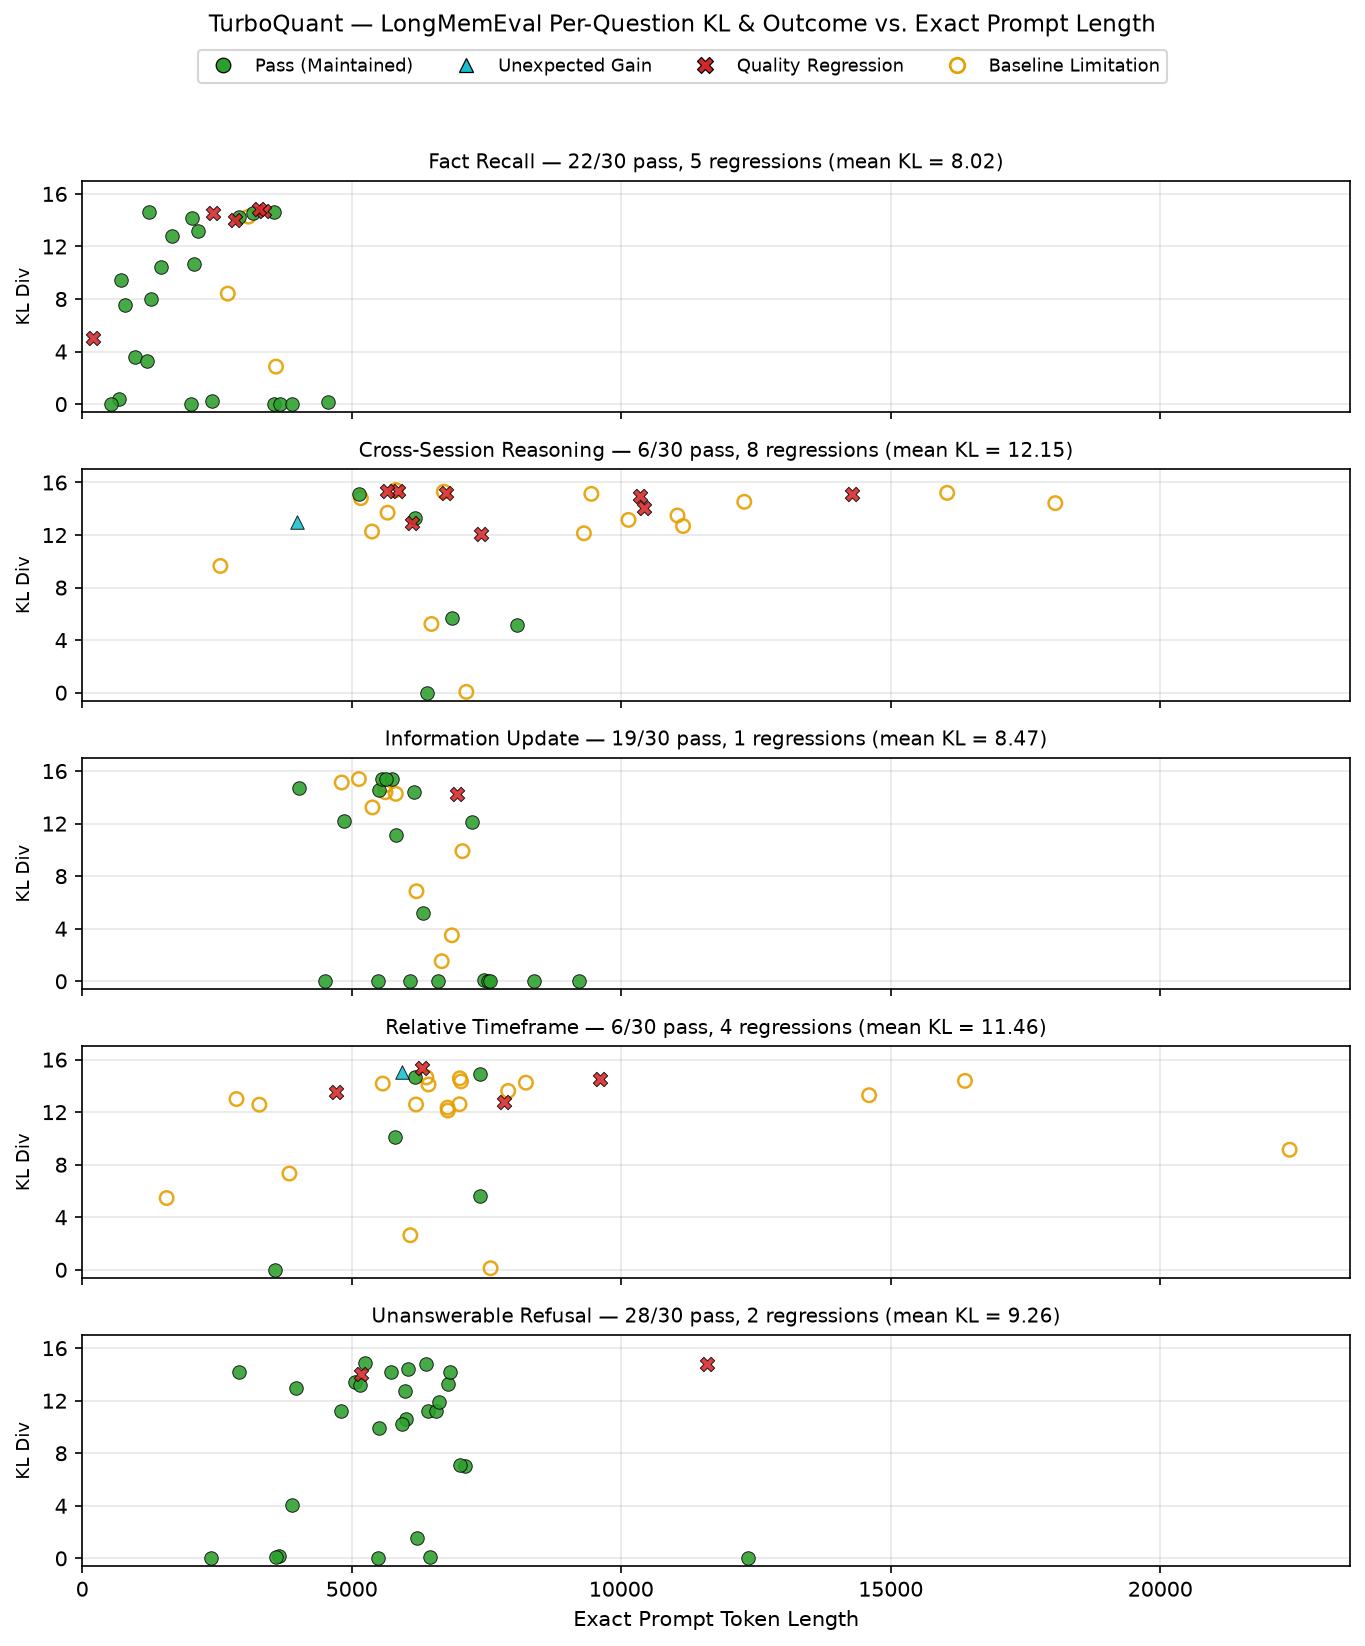 TurboQuant — LongMemEval Per-Question KL & Outcome vs. Exact Prompt Length
Pass (Maintained) Unexpected Gain Quality Regression Baseline Limitation
Fact Recall — 22/30 pass, 5 regressions (mean KL = 8.02)
16
12
8
4
0
KL Div
Cross-Session Reasoning — 6/30 pass, 8 regressions (mean KL = 12.15)
16
12
8
4
0
KL Div
Information Update — 19/30 pass, 1 regressions (mean KL = 8.47)
16
12
8
4
0
KL Div
Relative Timeframe — 6/30 pass, 4 regressions (mean KL = 11.46)
16
12
8
4
0
KL Div
Unanswerable Refusal — 28/30 pass, 2 regressions (mean KL = 9.26)
16
12
8
4
0
KL Div
0 5000 10000 15000 20000
Exact Prompt Token Length